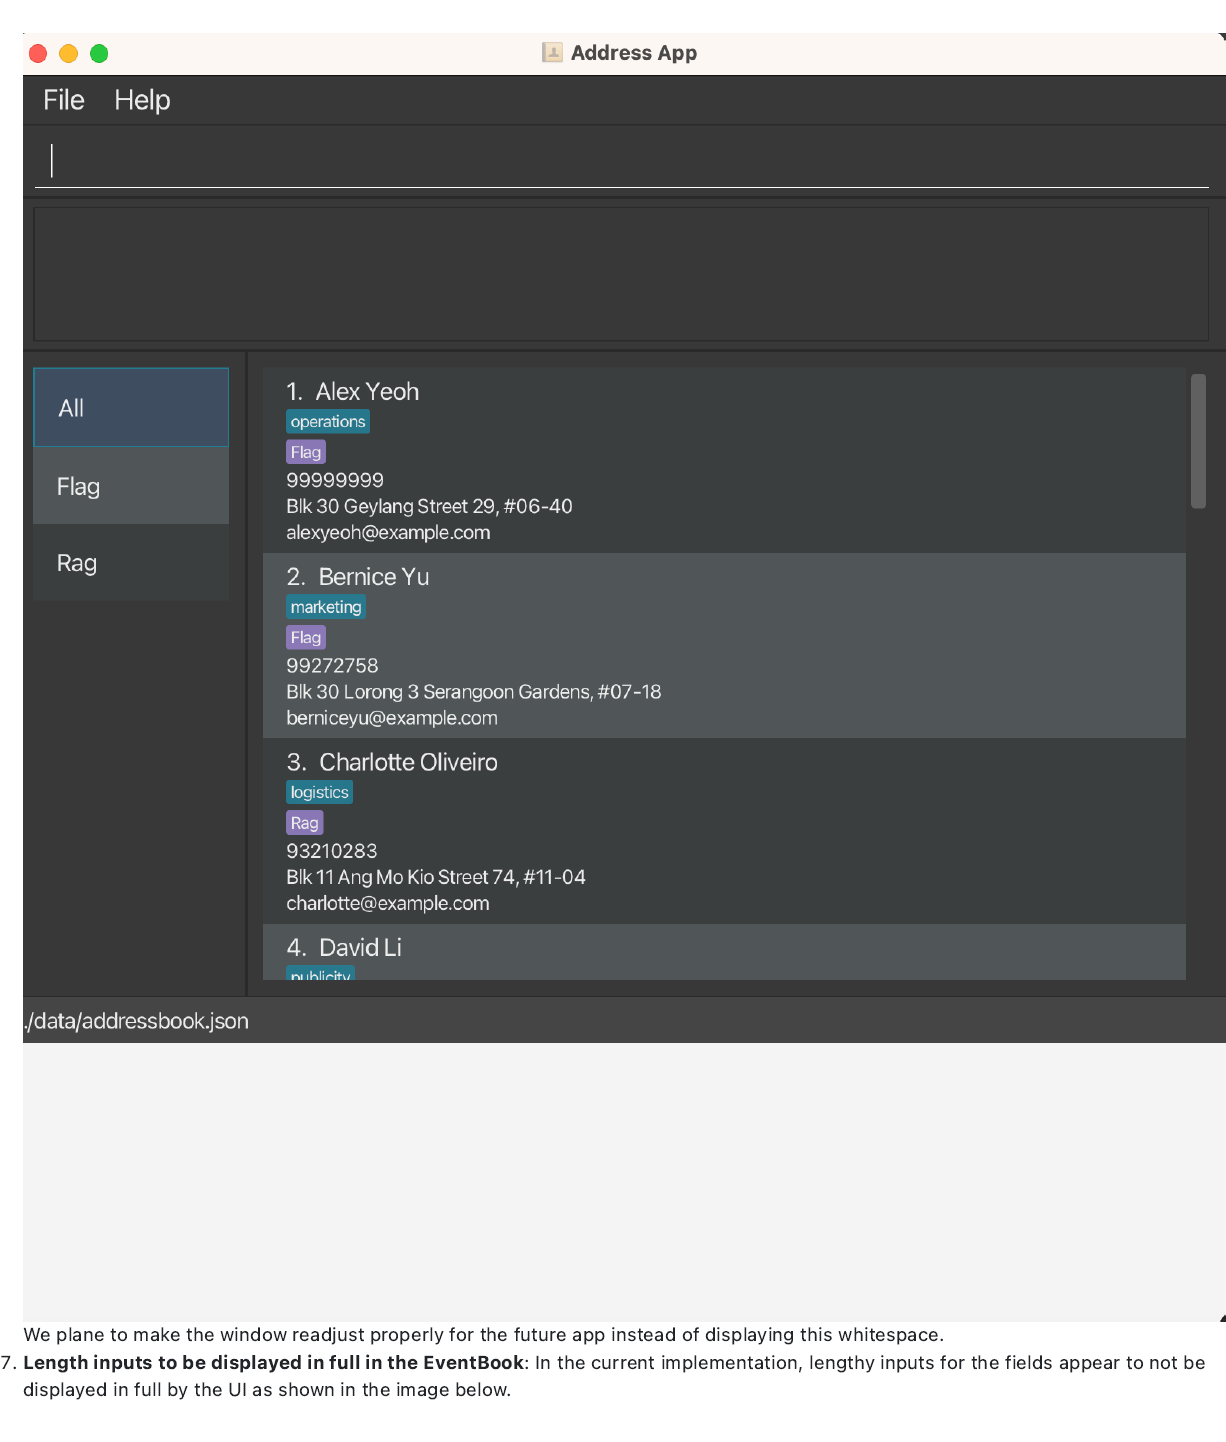 Address App
File Help
All
Flag
Rag
1. Alex Yeoh
operations
Flag
99999999
Blk 30 Geylang Street 29, #06-40
alexyeoh@example.com
2. Bernice Yu
marketing
Flag
99272758
Blk 30 Lorong 3 Serangoon Gardens, #07-18
berniceyu@example.com
3. Charlotte Oliveiro
logistics
Rag
93210283
Blk 11 Ang Mo Kio Street 74, #11-04
charlotte@example.com
4. David Li
publicity
./data/addressbook.json
We plane to make the window readjust properly for the future app instead of displaying this whitespace.
7. Length inputs to be displayed in full in the EventBook: In the current implementation, lengthy inputs for the fields appear to not be
displayed in full by the UI as shown in the image below.